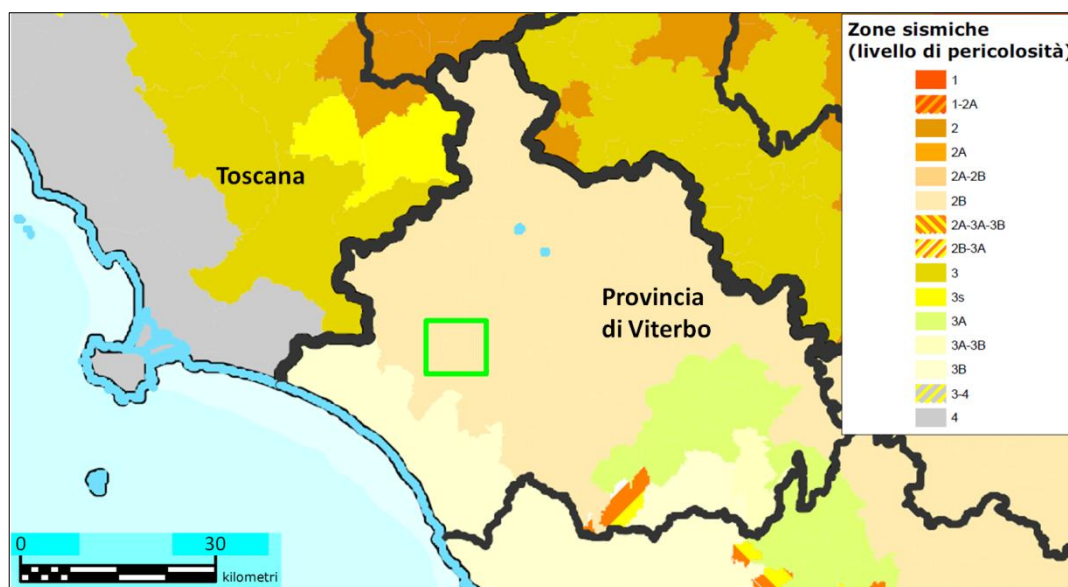 Zone sismiche
(livello di pericolosità)
1
1-2A
2
2A
2A-2B
2B
2A-3A-3B
2B-3A
3
3s
3A
3A-3B
3B
3-4
4
Toscana
Provincia
di Viterbo
0 30
kilometri